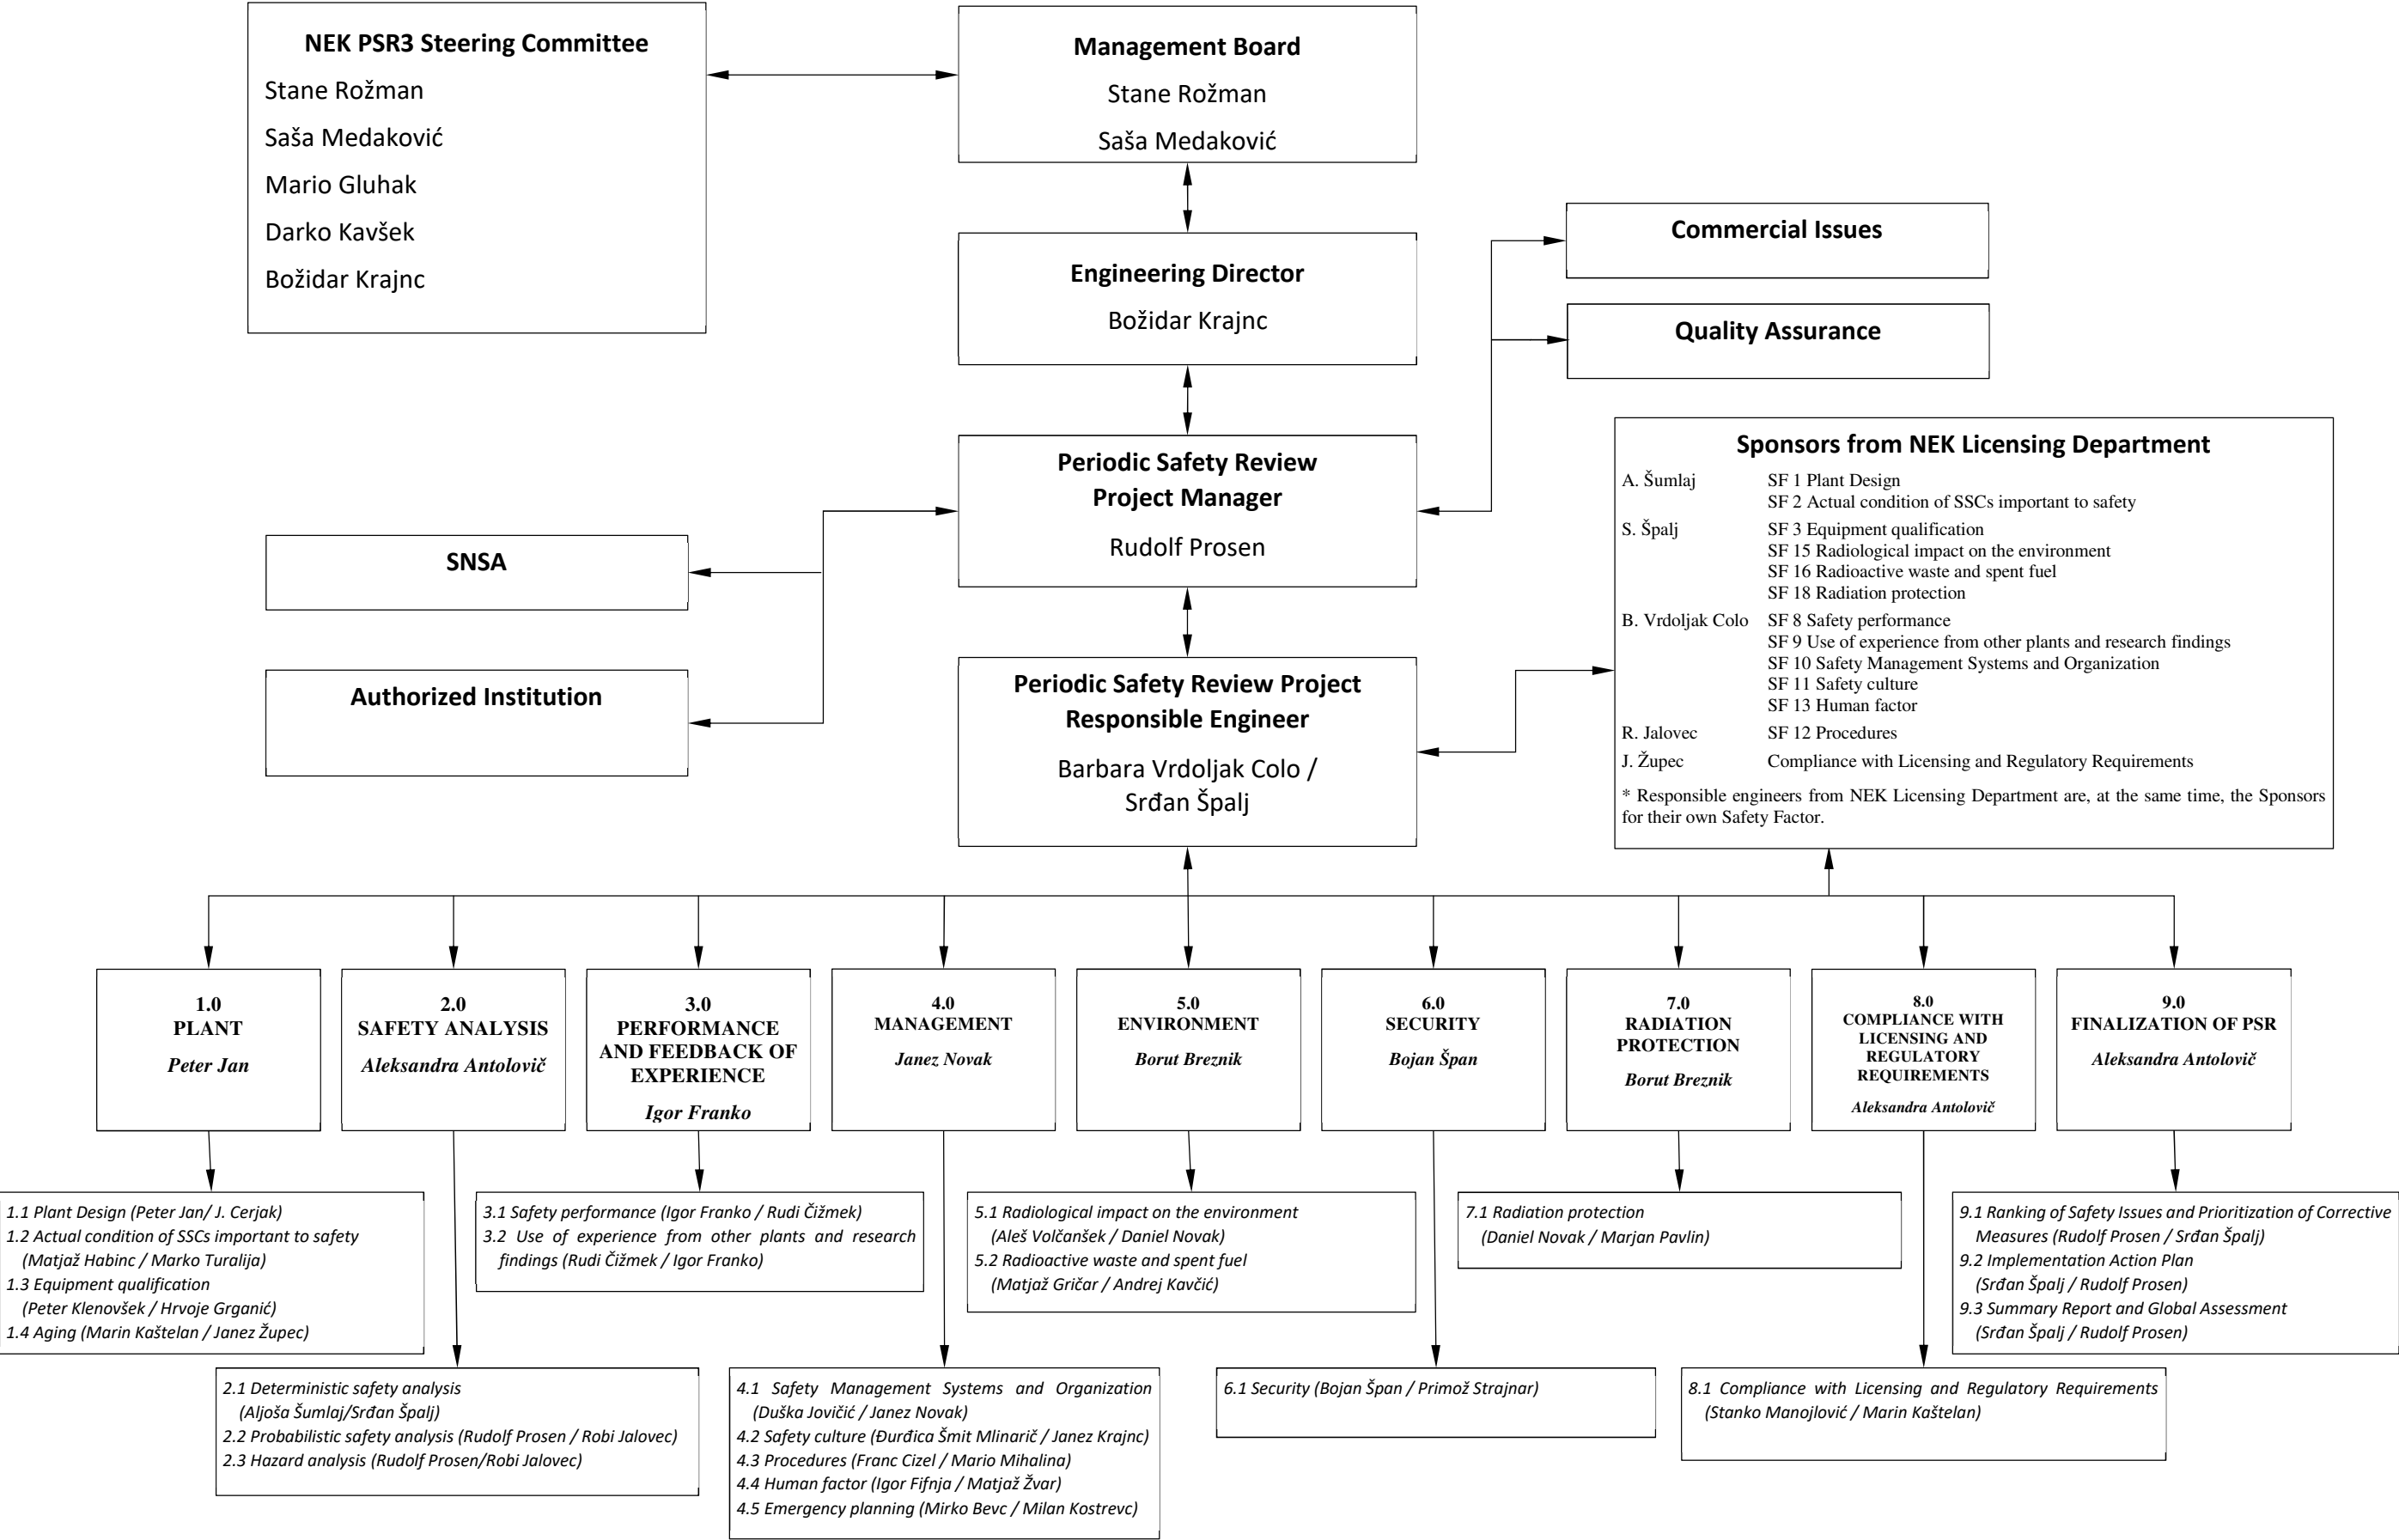 NEK PSR3 Steering Committee
Stane Rožman
Saša Medaković
Mario Gluhak
Darko Kavšek
Božidar Krajnc
Management Board
Stane Rožman
Saša Medaković
Engineering Director
Božidar Krajnc
Commercial Issues
Quality Assurance
Periodic Safety Review
Project Manager
Rudolf Prosen
SNSA
Authorized Institution
Periodic Safety Review Project
Responsible Engineer
Barbara Vrdoljak Colo /
Srđan Špalj
Sponsors from NEK Licensing Department
A. Šumlaj SF 1 Plant Design
SF 2 Actual condition of SSCs important to safety
S. Špalj SF 3 Equipment qualification
SF 15 Radiological impact on the environment
SF 16 Radioactive waste and spent fuel
SF 18 Radiation protection
B. Vrdoljak Colo SF 8 Safety performance
SF 9 Use of experience from other plants and research findings
SF 10 Safety Management Systems and Organization
SF 11 Safety culture
SF 13 Human factor
R. Jalovec SF 12 Procedures
J. Župec Compliance with Licensing and Regulatory Requirements
* Responsible engineers from NEK Licensing Department are, at the same time, the Sponsors
for their own Safety Factor.
1.0
PLANT
Peter Jan
2.0
SAFETY ANALYSIS
Aleksandra Antolovič
3.0
PERFORMANCE
AND FEEDBACK OF
EXPERIENCE
Igor Franko
4.0
MANAGEMENT
Janez Novak
5.0
ENVIRONMENT
Borut Breznik
6.0
SECURITY
Bojan Špan
7.0
RADIATION
PROTECTION
Borut Breznik
8.0
COMPLIANCE WITH
LICENSING AND
REGULATORY
REQUIREMENTS
Aleksandra Antolovič
9.0
FINALIZATION OF PSR
Aleksandra Antolovič
1.1 Plant Design (Peter Jan/ J. Cerjak)
1.2 Actual condition of SSCs important to safety
(Matjaž Habinc / Marko Turalija)
1.3 Equipment qualification
(Peter Klenovšek / Hrvoje Grganić)
1.4 Aging (Marin Kaštelan / Janez Župec)
3.1 Safety performance (Igor Franko / Rudi Čižmek)
3.2 Use of experience from other plants and research
findings (Rudi Čižmek / Igor Franko)
5.1 Radiological impact on the environment
(Aleš Volčanšek / Daniel Novak)
5.2 Radioactive waste and spent fuel
(Matjaž Gričar / Andrej Kavčić)
7.1 Radiation protection
(Daniel Novak / Marjan Pavlin)
9.1 Ranking of Safety Issues and Prioritization of Corrective
Measures (Rudolf Prosen / Srđan Špalj)
9.2 Implementation Action Plan
(Srđan Špalj / Rudolf Prosen)
9.3 Summary Report and Global Assessment
(Srđan Špalj / Rudolf Prosen)
2.1 Deterministic safety analysis
(Aljoša Šumlaj/Srđan Špalj)
2.2 Probabilistic safety analysis (Rudolf Prosen / Robi Jalovec)
2.3 Hazard analysis (Rudolf Prosen/Robi Jalovec)
4.1 Safety Management Systems and Organization
(Duška Jovičić / Janez Novak)
4.2 Safety culture (Đurđica Šmit Mlinarič / Janez Krajnc)
4.3 Procedures (Franc Cizel / Mario Mihalina)
4.4 Human factor (Igor Fifnja / Matjaž Žvar)
4.5 Emergency planning (Mirko Bevc / Milan Kostrevc)
6.1 Security (Bojan Špan / Primož Strajnar)
8.1 Compliance with Licensing and Regulatory Requirements
(Stanko Manojlović / Marin Kaštelan)